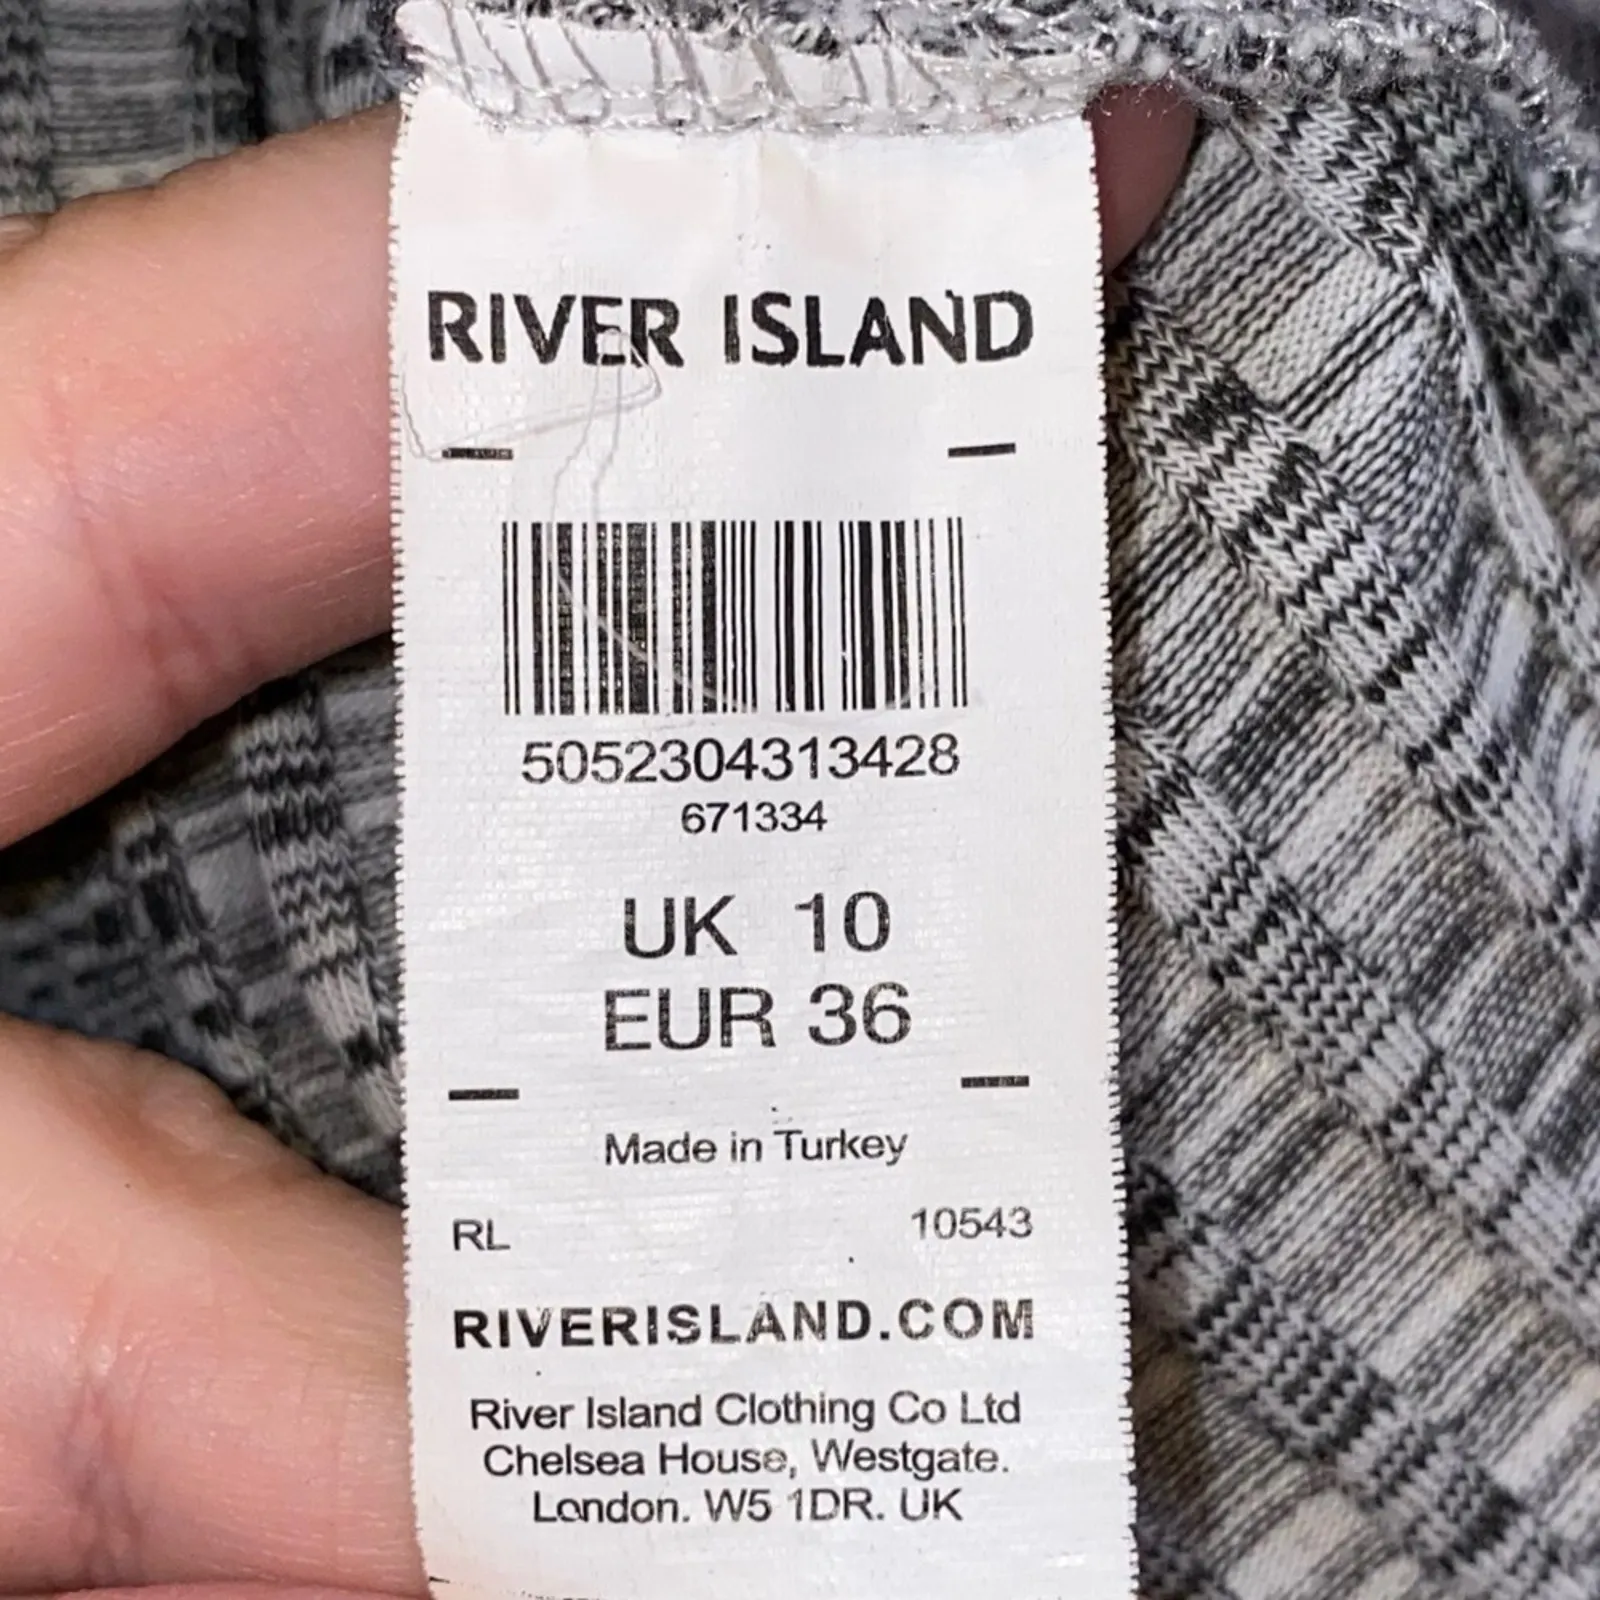 RIVER ISLAND
5052304313428
671334
UK 10
EUR 36
Made in Turkey
RL 10543
RIVERISLAND.COM
River Island Clothing Co Ltd
Chelsea House, Westgate.
London. W5 1DR. UK